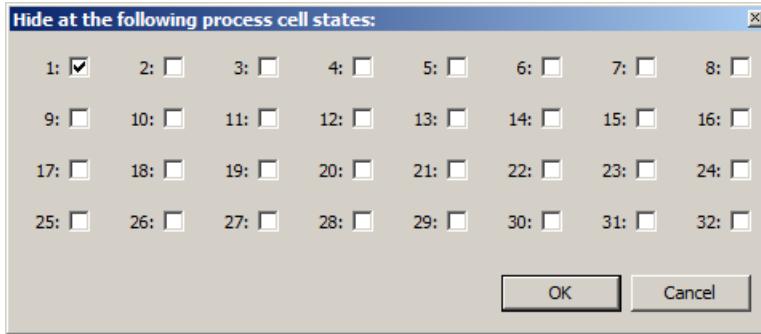 Hide at the following process cell states:
1: 2: 3: 4: 5: 6: 7: 8:
9: 10: 11: 12: 13: 14: 15: 16:
17: 18: 19: 20: 21: 22: 23: 24:
25: 26: 27: 28: 29: 30: 31: 32:
OK Cancel